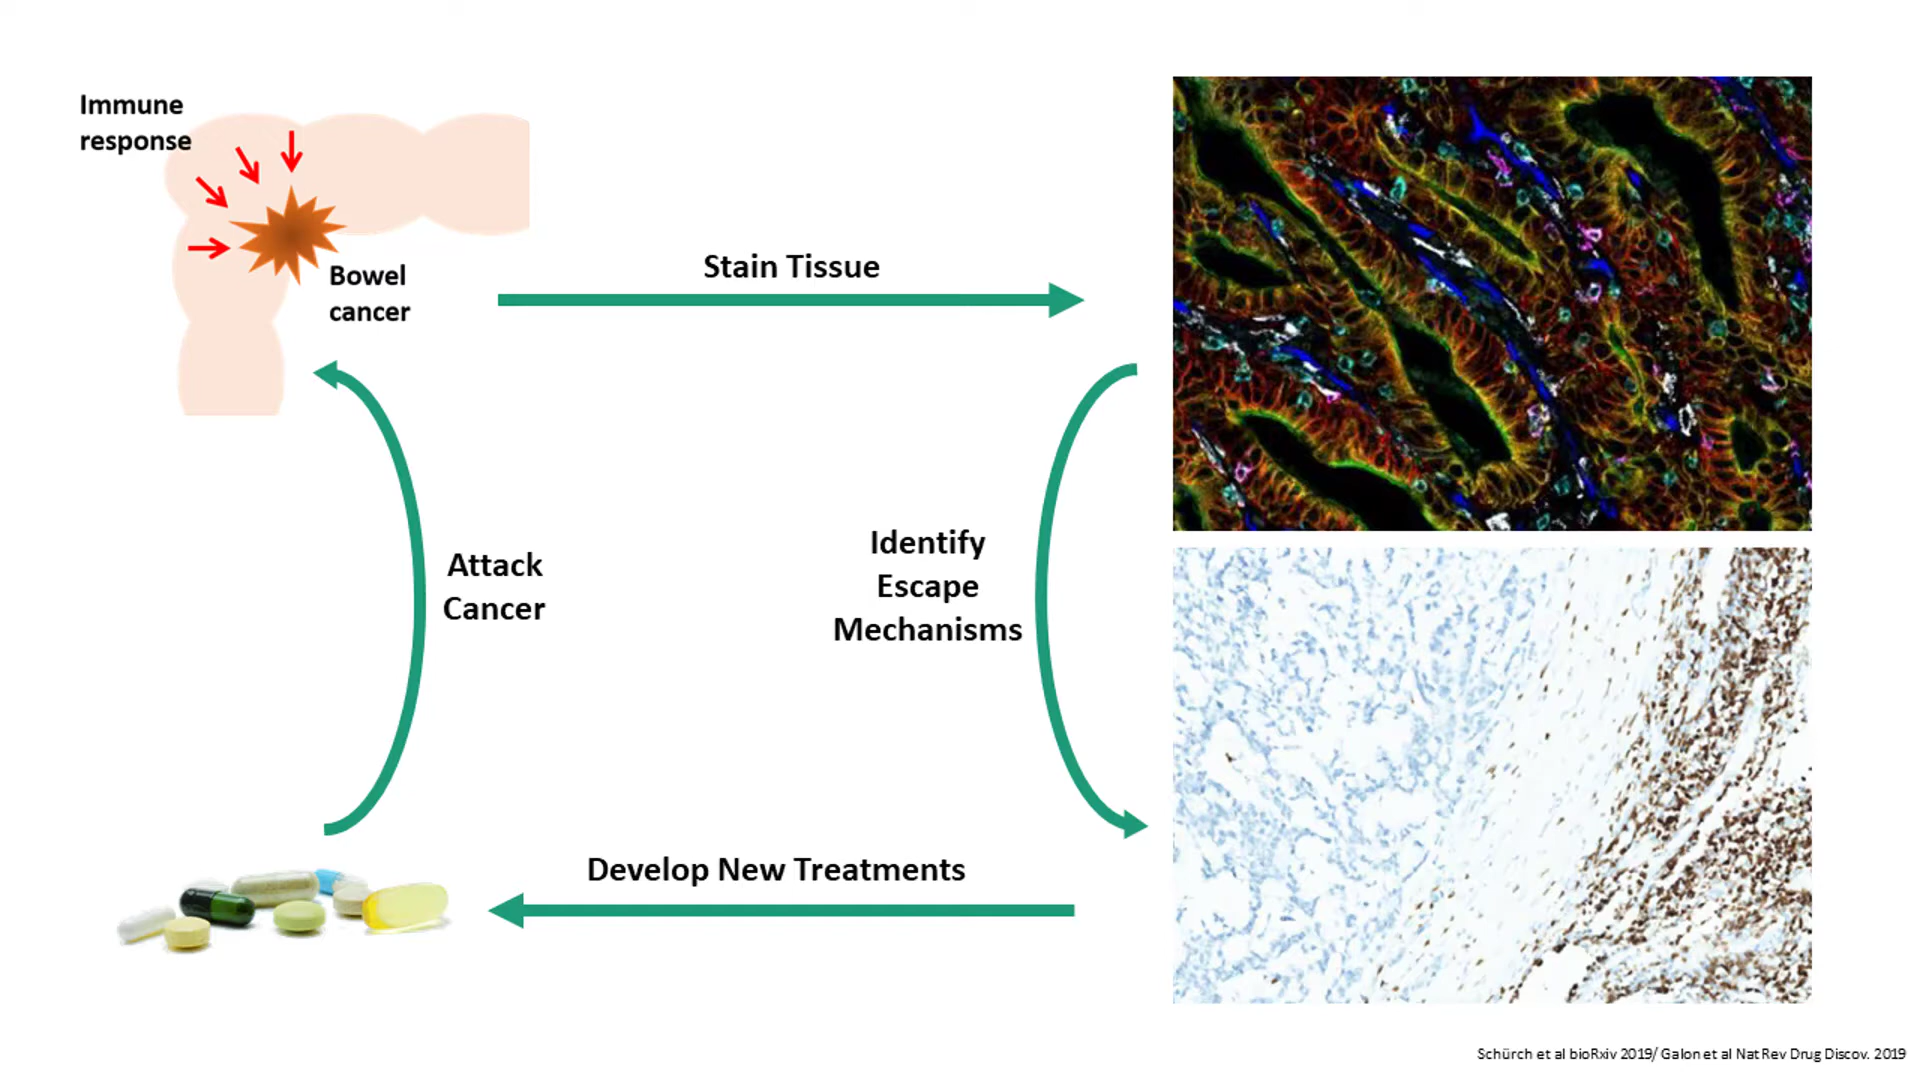 Immune
response
Bowel
cancer
Stain Tissue
Attack
Cancer
Identify
Escape
Mechanisms
Develop New Treatments
Schürch et al bioRxiv 2019/ Galon et al Nat Rev Drug Discov. 2019